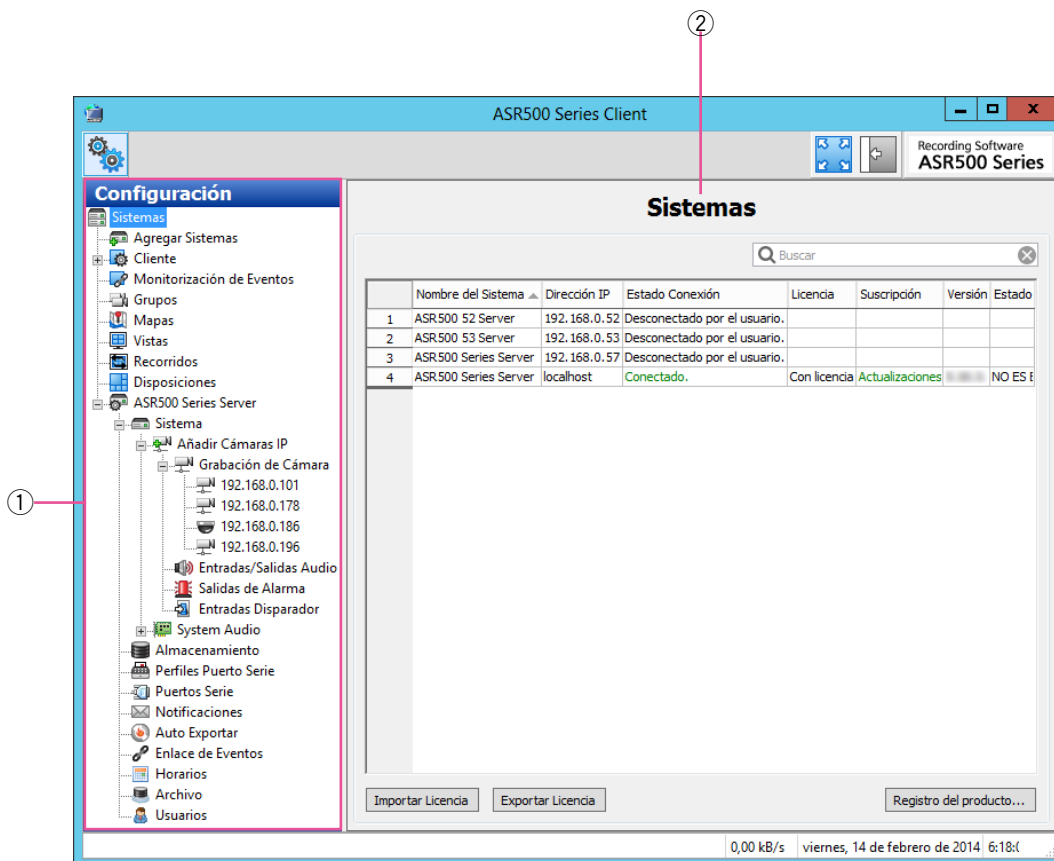 ②
ASR500 Series Client
Recording Software
ASR500 Series
①
Configuración
Sistemas
Agregar Sistemas
Cliente
Monitorización de Eventos
Grupos
Mapas
Vistas
Recorridos
Disposiciones
ASR500 Series Server
Sistema
Añadir Cámaras IP
Grabación de Cámara
192.168.0.101
192.168.0.178
192.168.0.186
192.168.0.196
Entradas/Salidas Audio
Salidas de Alarma
Entradas Disparador
System Audio
Almacenamiento
Perfiles Puerto Serie
Puertos Serie
Notificaciones
Auto Exportar
Enlace de Eventos
Horarios
Archivo
Usuarios
Sistemas
Buscar
Nombre del Sistema Dirección IP Estado Conexión Licencia Suscripción Versión Estado
1 ASR500 52 Server 192.168.0.52 Desconectado por el usuario.
2 ASR500 53 Server 192.168.0.53 Desconectado por el usuario.
3 ASR500 Series Server 192.168.0.57 Desconectado por el usuario.
4 ASR500 Series Server localhost Conectado. Con licencia Actualizaciones NO ES
Importar Licencia Exportar Licencia Registro del producto...
0,00 kB/s viernes, 14 de febrero de 2014 6:18: